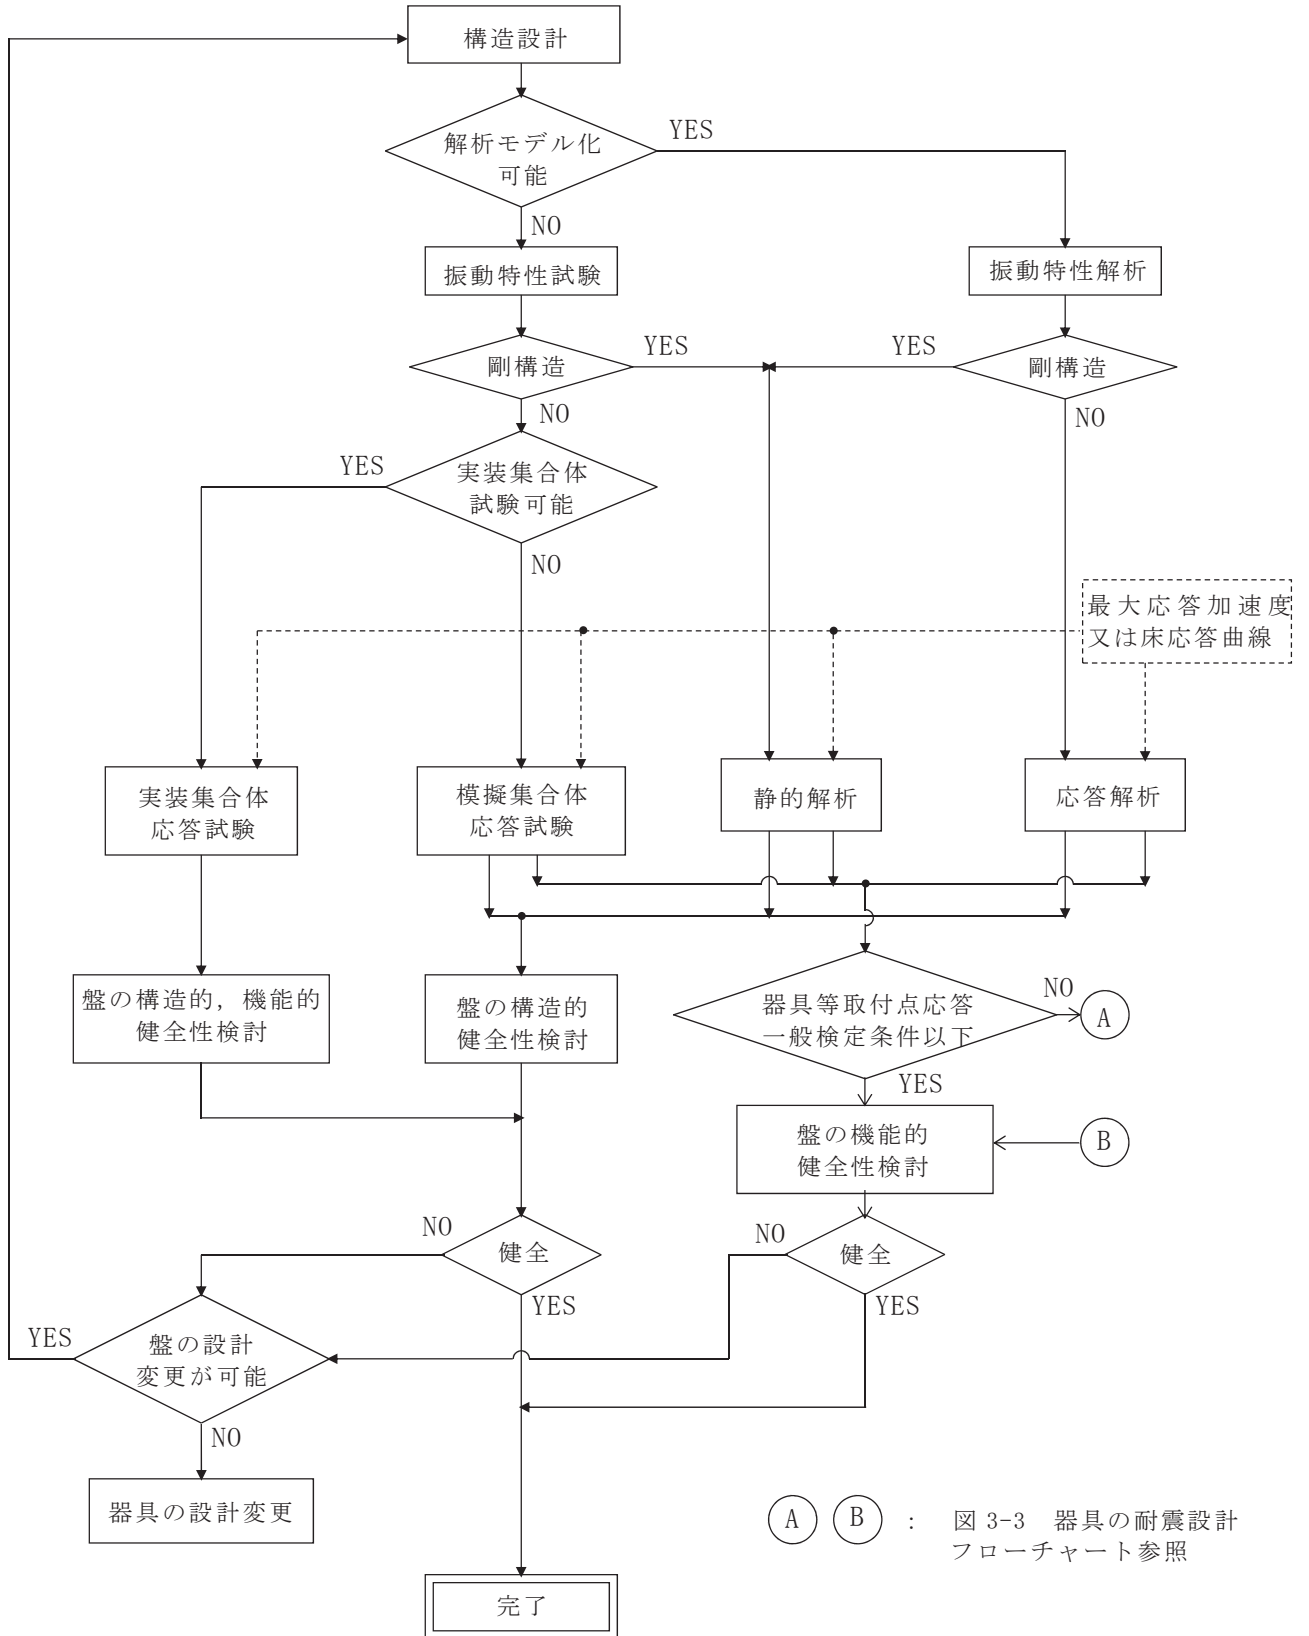 構造設計
解析モデル化
可能
YES
NO
振動特性試験
振動特性解析
剛構造
YES
YES
剛構造
NO
NO
実装集合体
試験可能
YES
NO
最大応答加速度
又は床応答曲線
実装集合体
応答試験
模擬集合体
応答試験
静的解析
応答解析
盤の構造的，機能的
健全性検討
盤の構造的
健全性検討
器具等取付点応答
一般検定条件以下
NO
A
YES
盤の機能的
健全性検討
B
NO
健全
YES
NO
健全
YES
YES
盤の設計
変更が可能
NO
器具の設計変更
A B ： 図 3-3 器具の耐震設計
フローチャート参照
完了